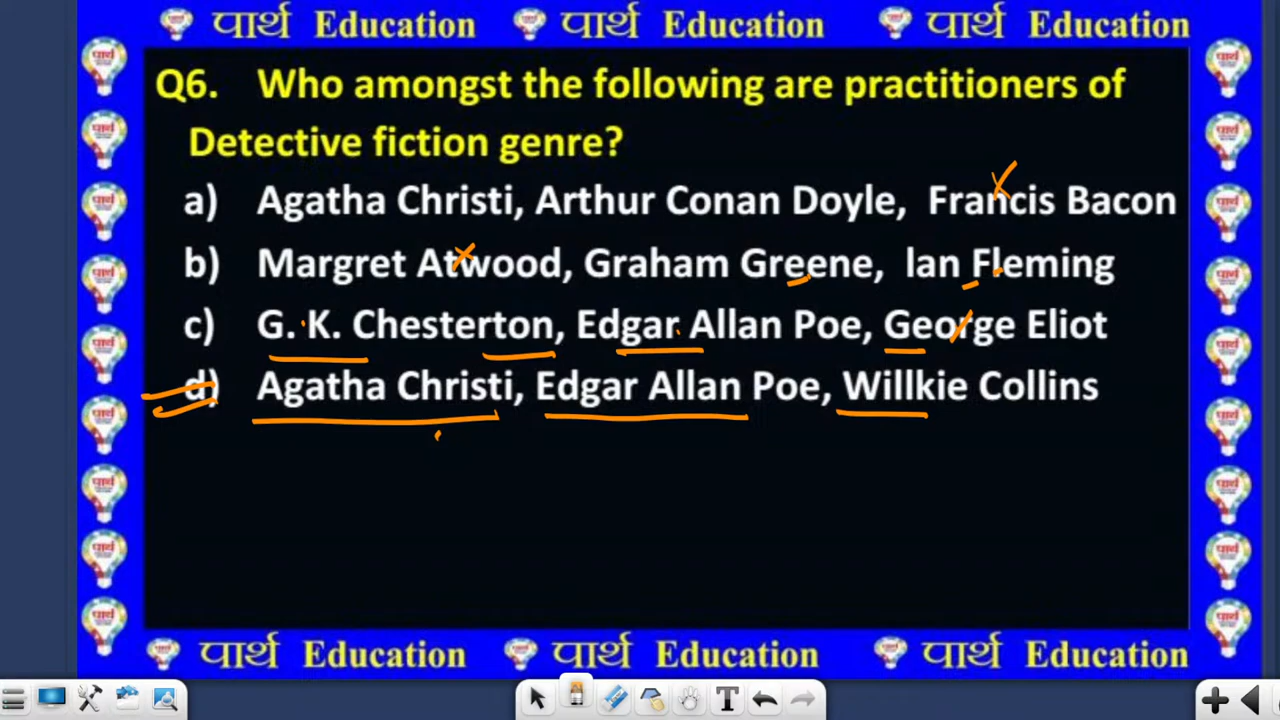 पार्थ Education पार्थ Education पार्थ Education
Q6. Who amongst the following are practitioners of
Detective fiction genre?
a) Agatha Christi, Arthur Conan Doyle, Francis Bacon
b) Margret Atwood, Graham Greene, Ian Fleming
c) G. K. Chesterton, Edgar Allan Poe, George Eliot
d) Agatha Christi, Edgar Allan Poe, Willkie Collins
पार्थ Education पार्थ Education पार्थ Education